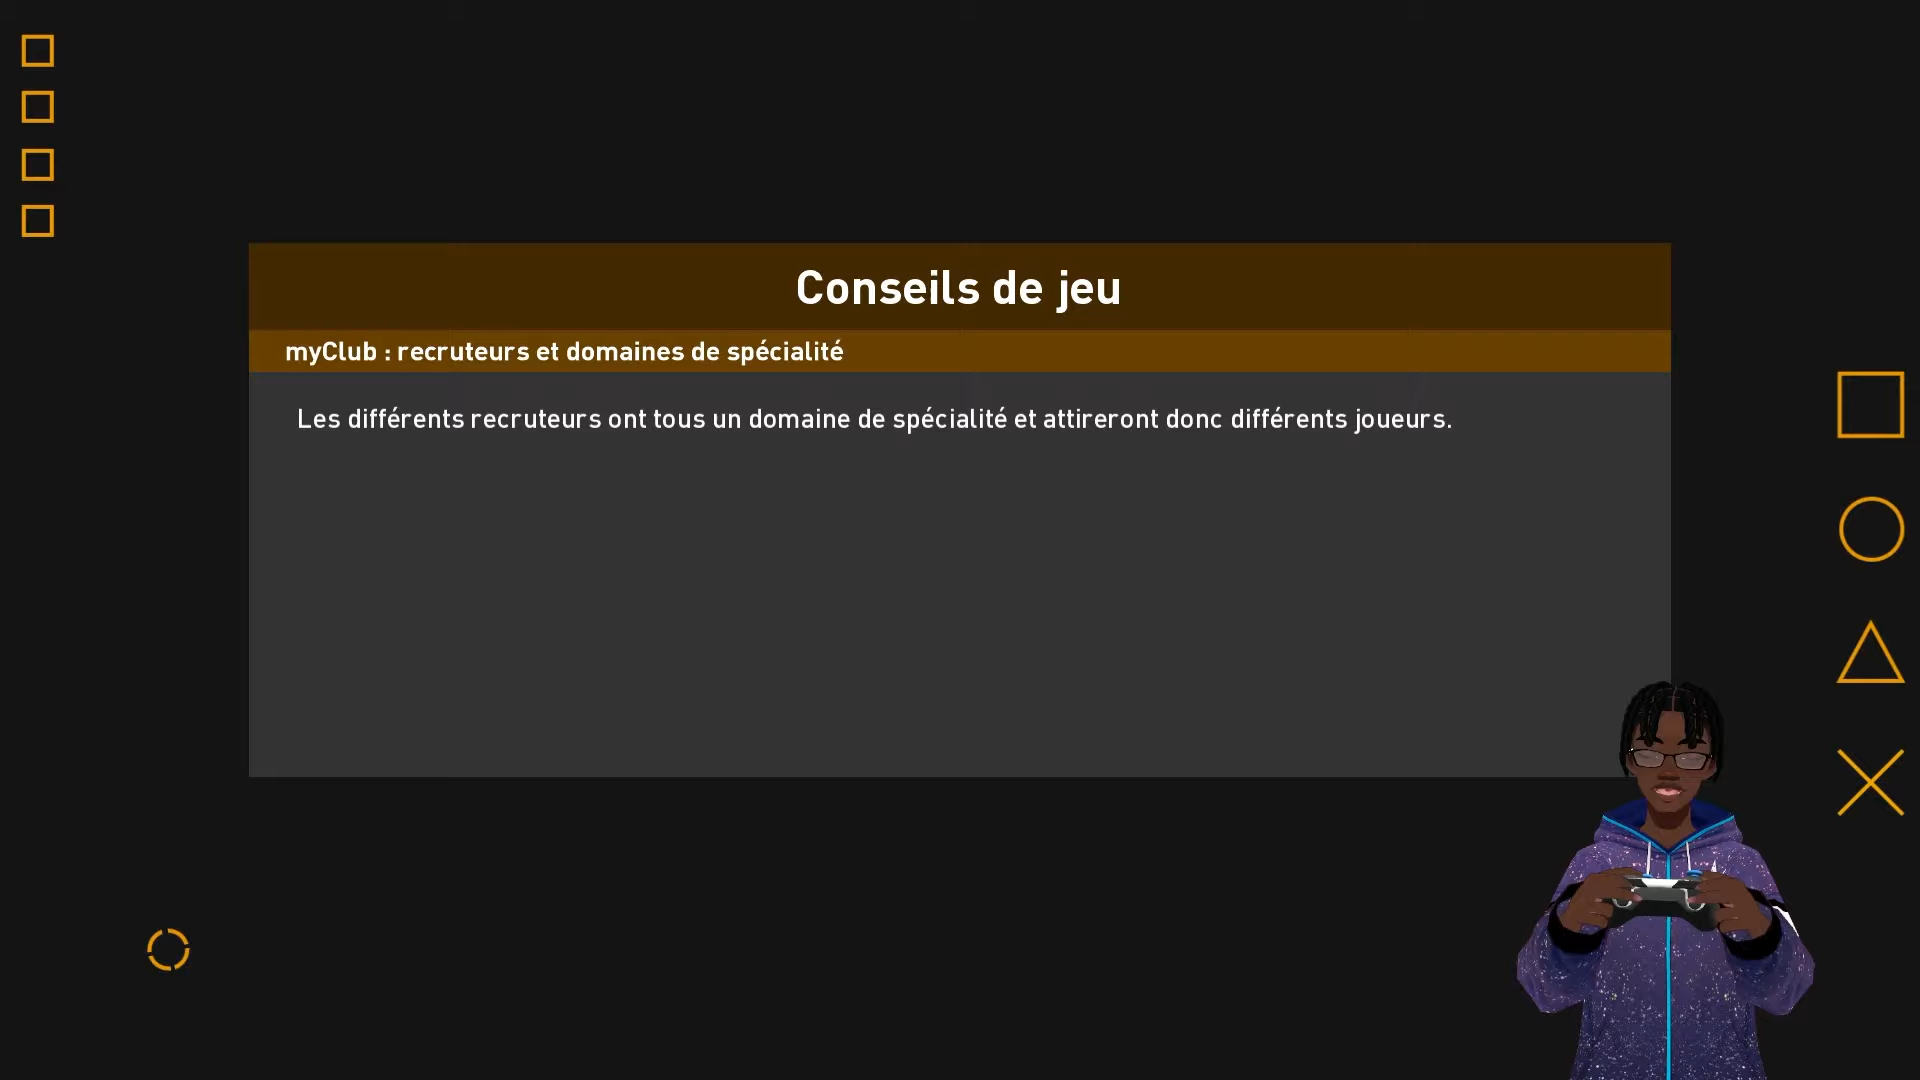 Conseils de jeu
myClub : recruteurs et domaines de spécialité
Les différents recruteurs ont tous un domaine de spécialité et attireront donc différents joueurs.